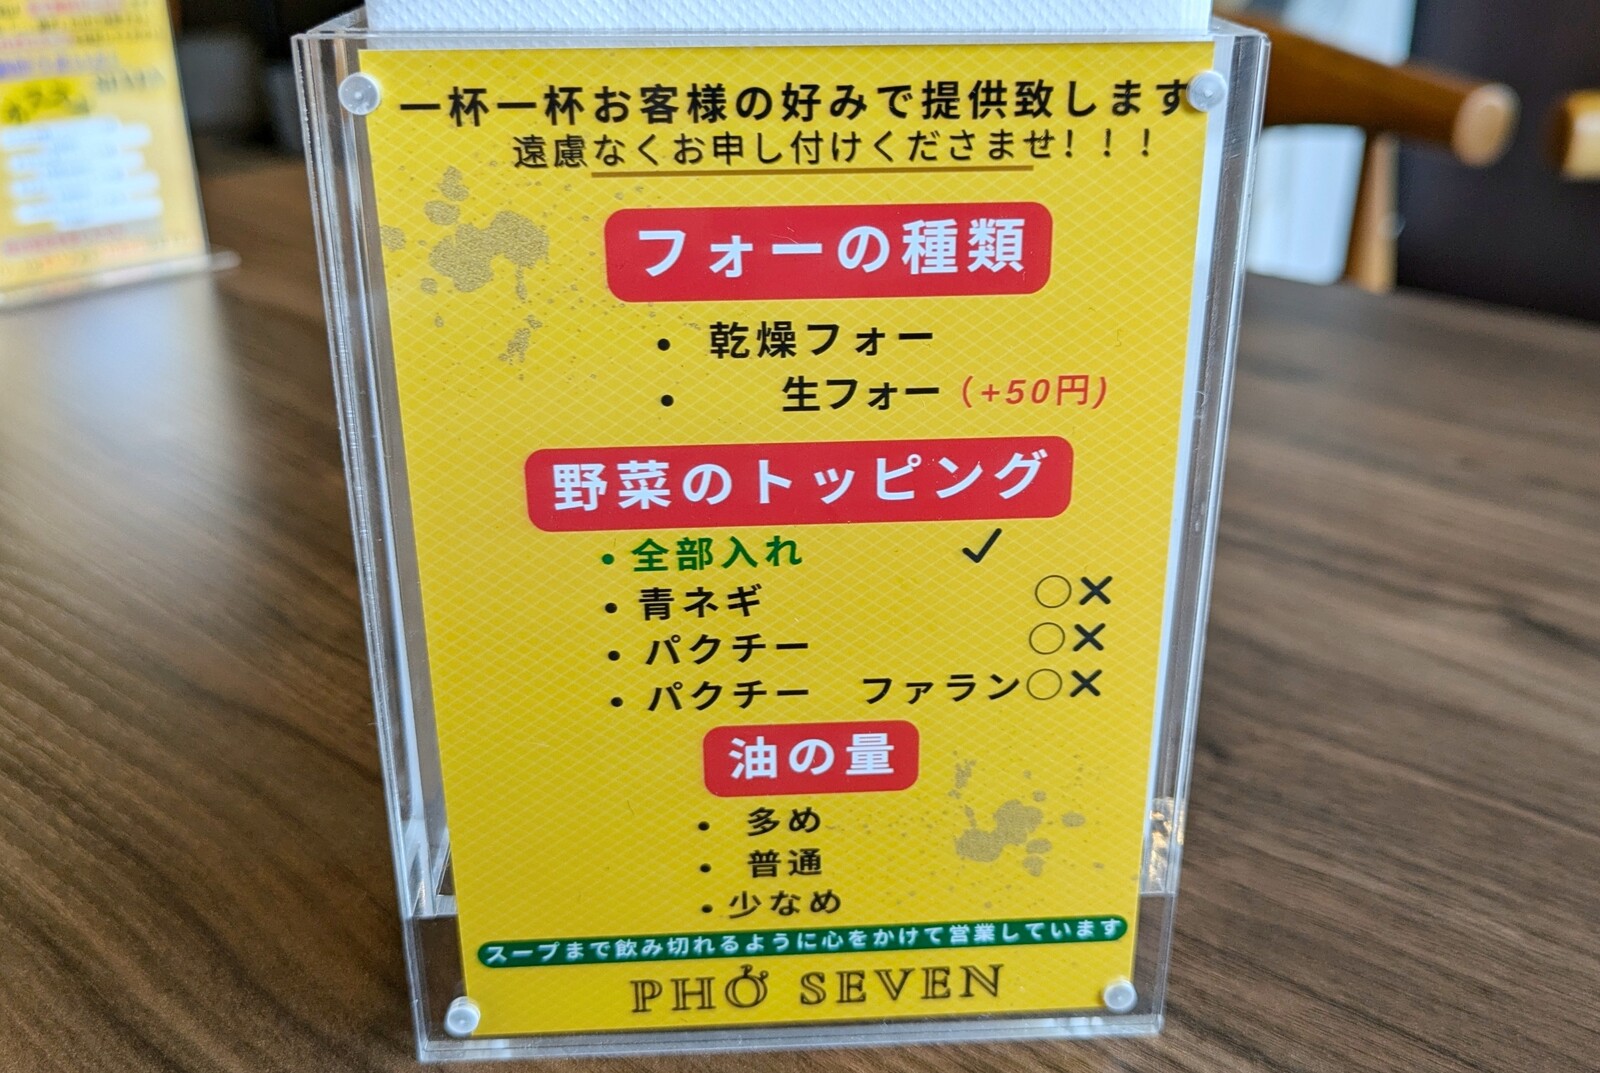 一杯一杯お客様の好みで提供致します
遠慮なくお申し付けくださませ！！！
フォーの種類
・乾燥フォー
・生フォー（+50円)
野菜のトッピング
・全部入れ ✓
・青ネギ ○×
・パクチー ○×
・パクチー ファラン○×
油の量
・多め
・普通
・少なめ
スープまで飲み切れるように心をかけて営業しています
PHỞ SEVEN